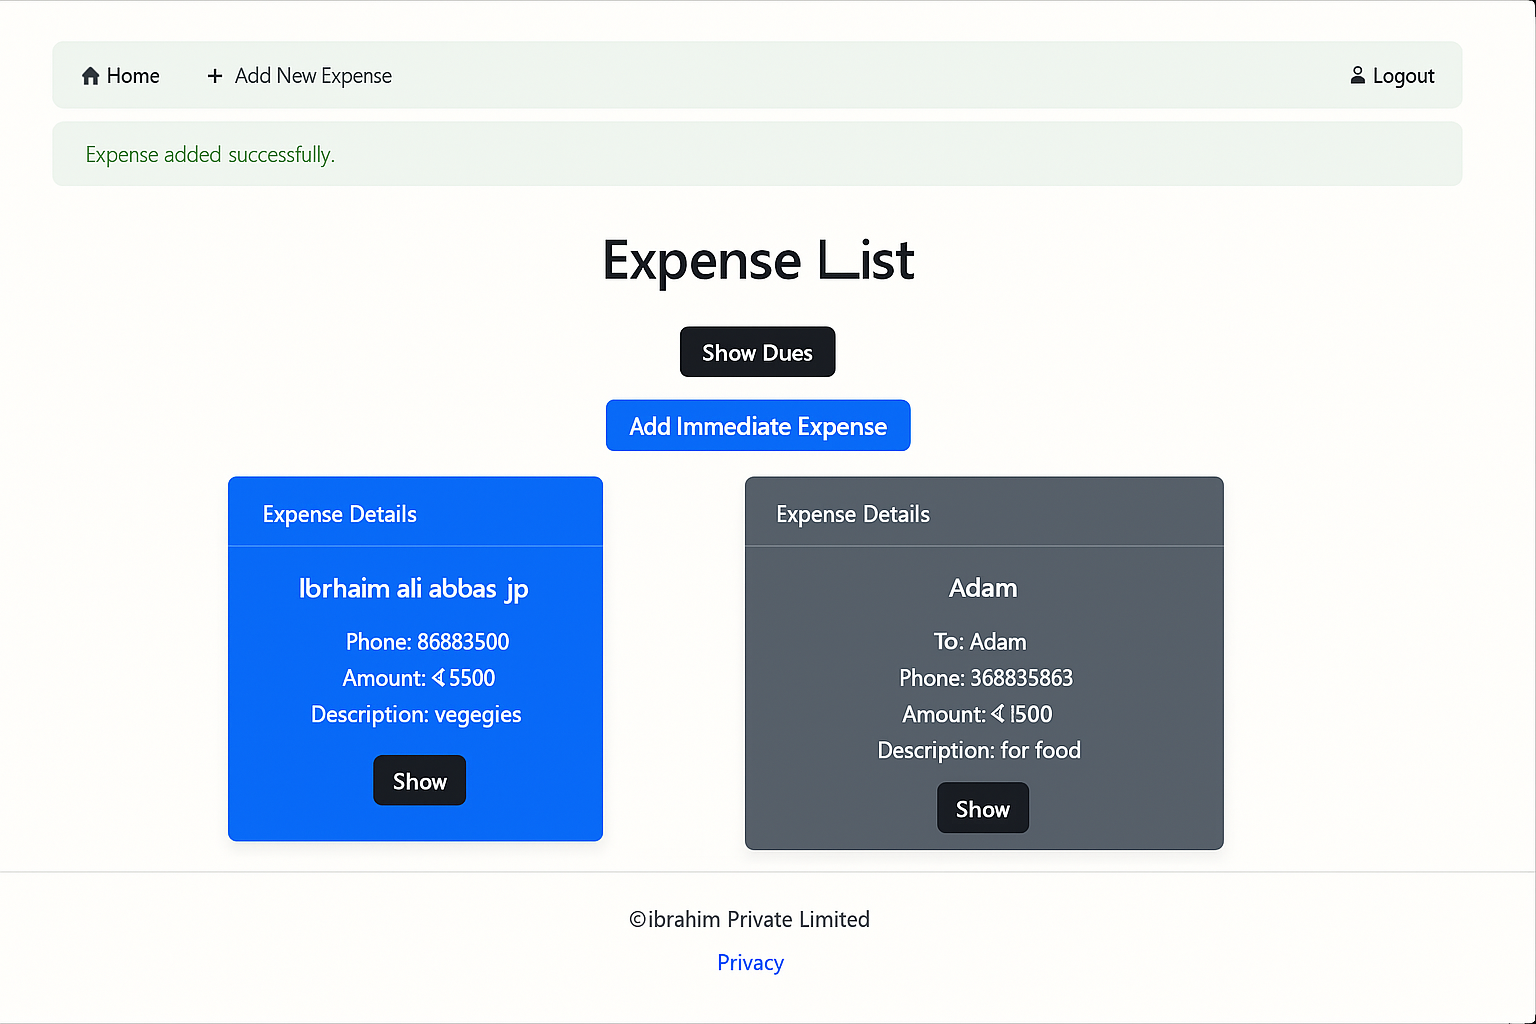 Home
Add New Expense
Logout
Expense added successfully.
Expense List
Show Dues
Add Immediate Expense
Expense Details
Ibrhaim ali abbas jp
Phone: 86883500
Amount: ∢5500
Description: vegegies
Show
Expense Details
Adam
To: Adam
Phone: 368835863
Amount: ∢ I500
Description: for food
Show
©ibrahim Private Limited
Privacy